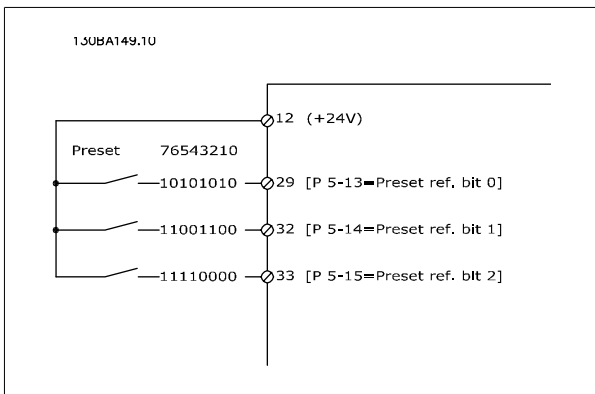 130BA149.10
12 (+24V)
Preset 76543210
10101010 29 [P 5-13=Preset ref. bit 0]
11001100 32 [P 5-14=Preset ref. bit 1]
11110000 33 [P 5-15=Preset ref. bit 2]